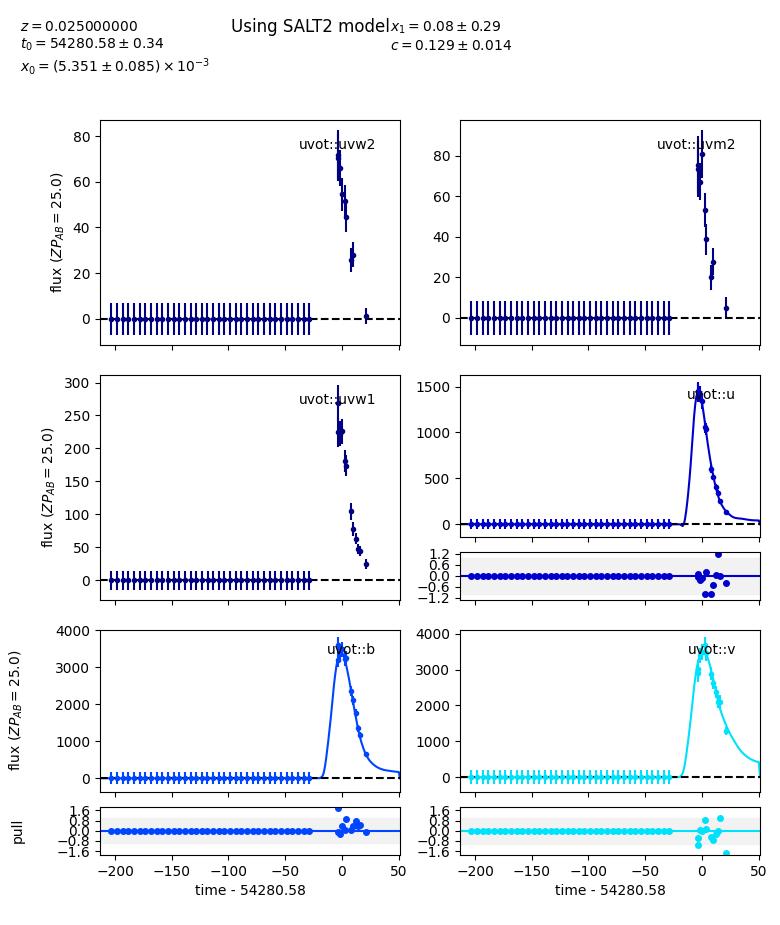 z = 0.025000000
Using SALT2 model
x₁ = 0.08 ± 0.29
t₀ = 54280.58 ± 0.34
c = 0.129 ± 0.014
x₀ = (5.351 ± 0.085) × 10⁻³
uvot::uvw2
80
60
40
20
0
flux (ZP_AB = 25.0)
uvot::uvm2
80
60
40
20
0
uvot::uvw1
300
250
200
150
100
50
0
flux (ZP_AB = 25.0)
uvot::u
1500
1000
500
0
1.2
0.6
0.0
−0.6
−1.2
uvot::b
4000
3000
2000
1000
0
flux (ZP_AB = 25.0)
1.6
0.8
0.0
−0.8
−1.6
pull
−200 −150 −100 −50 0 50
time - 54280.58
uvot::v
4000
3000
2000
1000
0
1.6
0.8
0.0
−0.8
−1.6
−200 −150 −100 −50 0 50
time - 54280.58